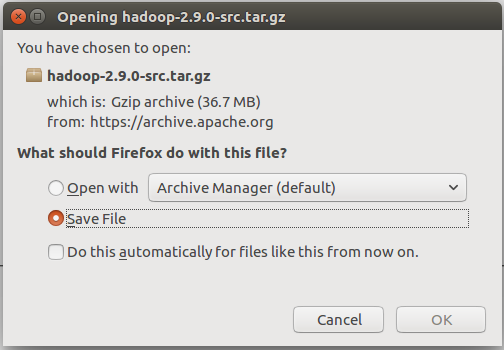 Opening hadoop-2.9.0-src.tar.gz
You have chosen to open:
hadoop-2.9.0-src.tar.gz
which is: Gzip archive (36.7 MB)
from: https://archive.apache.org
What should Firefox do with this file?
Open with Archive Manager (default)
Save File
Do this automatically for files like this from now on.
Cancel OK